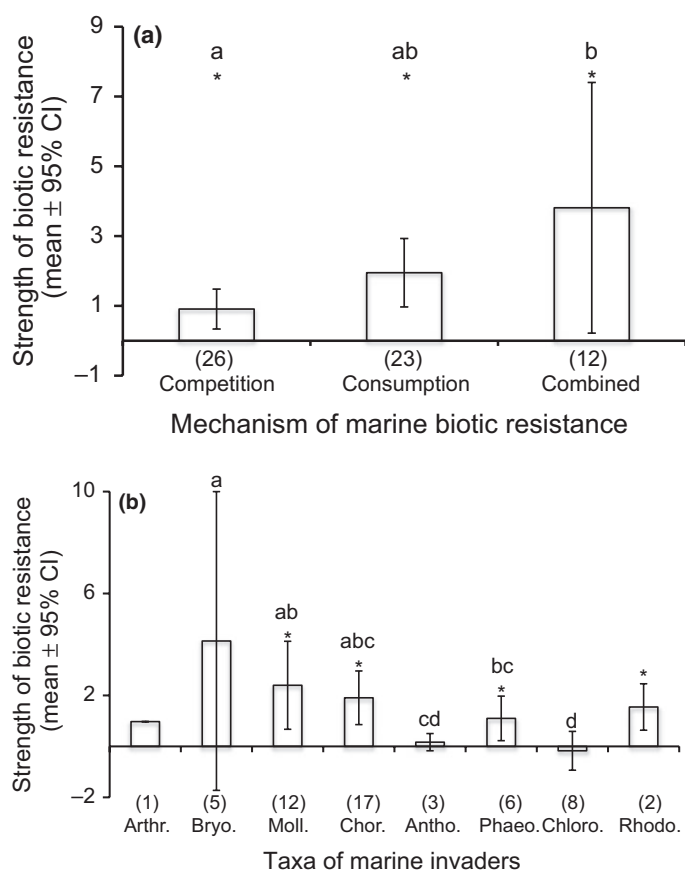 (a)
Strength of biotic resistance
(mean ± 95% CI)
9
7
5
3
1
–1
a
ab
b
*
*
*
(26)
(23)
(12)
Competition
Consumption
Combined
Mechanism of marine biotic resistance
(b)
Strength of biotic resistance
(mean ± 95% CI)
10
6
2
–2
a
ab
abc
cd
bc
d
*
*
*
*
(1)
(5)
(12)
(17)
(3)
(6)
(8)
(2)
Arthr.
Bryo.
Moll.
Chor.
Antho.
Phaeo.
Chloro.
Rhodo.
Taxa of marine invaders